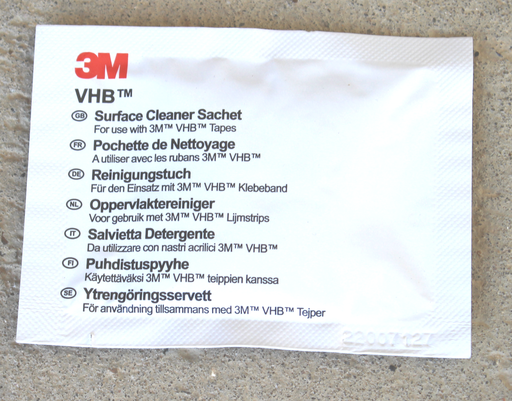 3M
VHB™
GB Surface Cleaner Sachet
For use with 3M™ VHB™ Tapes
FR Pochette de Nettoyage
A utiliser avec les rubans 3M™ VHB™
DE Reinigungstuch
Für den Einsatz mit 3M™ VHB™ Klebeband
NL Oppervlaktereiniger
Voor gebruik met 3M™ VHB™ Lijmstrips
IT Salvietta Detergente
Da utilizzare con nastri acrilici 3M™ VHB™
FI Puhdistuspyyhe
Käytettäväksi 3M™ VHB™ teippien kanssa
SE Ytrengöringsservett
För användning tillsammans med 3M™ VHB™ Tejper